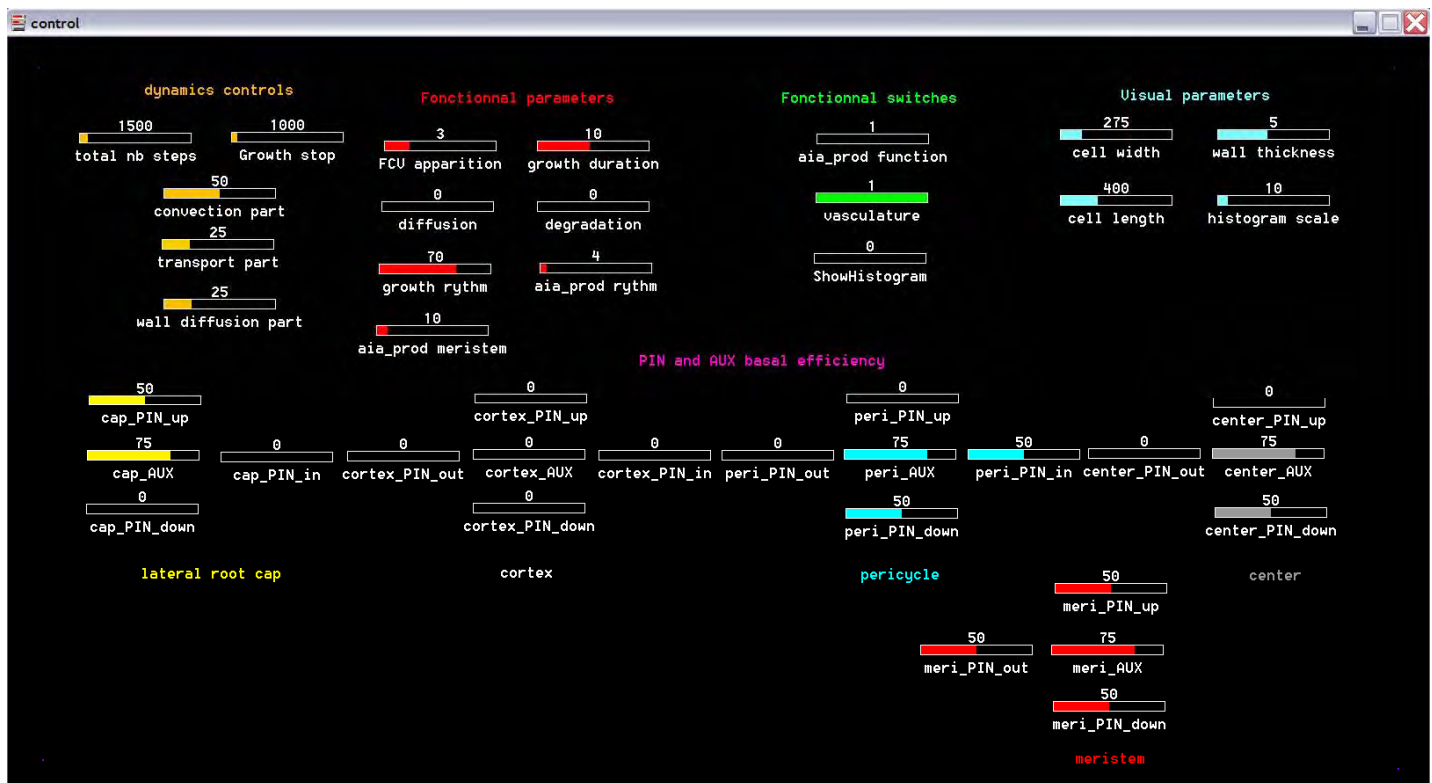 control
dynamics controls
Fonctionnal parameters
Fonctionnal switches
Visual parameters
1500
1000
3
10
1
275
5
total nb steps
Growth stop
FCV apparition
growth duration
aia_prod function
cell width
wall thickness
50
0
0
1
400
10
convection part
diffusion
degradation
vasculature
cell length
histogram scale
25
70
4
0
transport part
growth rythm
aia_prod rythm
ShowHistogram
25
10
wall diffusion part
aia_prod meristem
PIN and AUX basal efficiency
50
0
0
0
cap_PIN_up
cortex_PIN_up
peri_PIN_up
center_PIN_up
75
0
0
0
0
0
75
50
0
75
cap_AUX
cap_PIN_in
cortex_PIN_out
cortex_AUX
cortex_PIN_in
peri_PIN_out
peri_AUX
peri_PIN_in
center_PIN_out
center_AUX
0
0
50
50
cap_PIN_down
cortex_PIN_down
peri_PIN_down
center_PIN_down
lateral root cap
cortex
pericycle
center
50
meri_PIN_up
50
75
meri_PIN_out
meri_AUX
50
meri_PIN_down
meristem